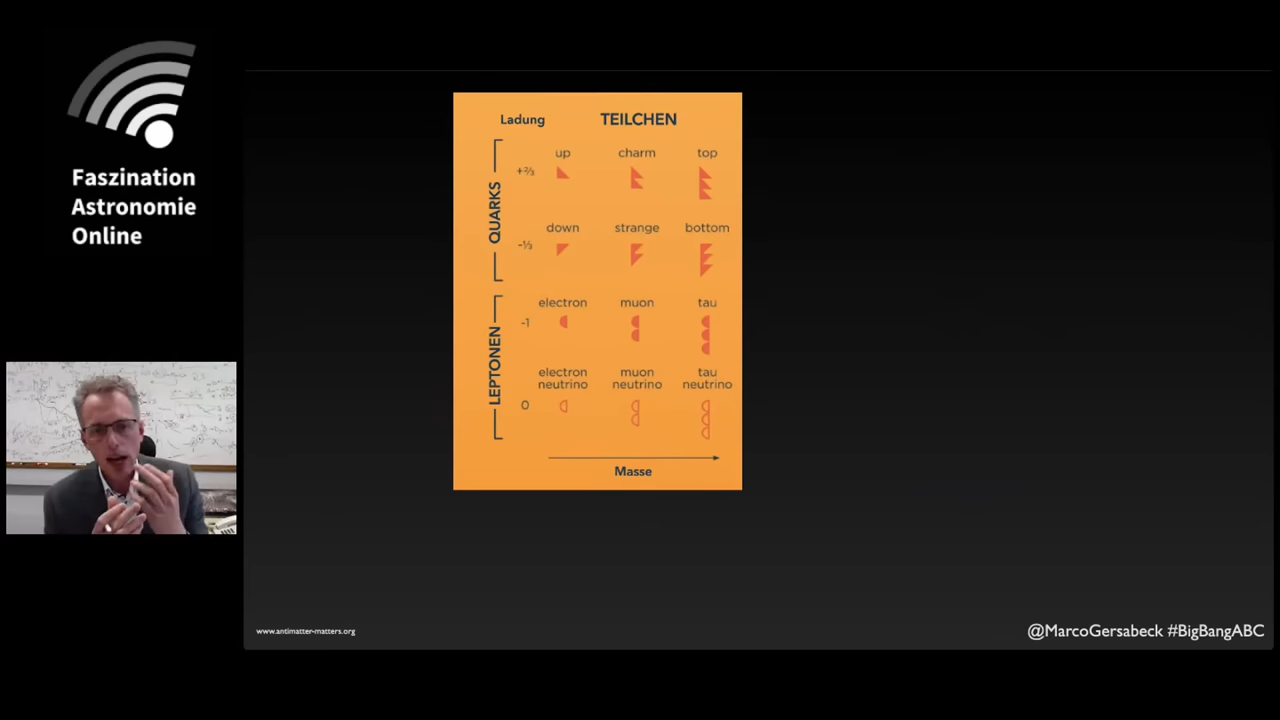 Faszination
Astronomie
Online
Ladung TEILCHEN
up charm top
+⅔
QUARKS
down strange bottom
-⅓
electron muon tau
-1
LEPTONEN
electron muon tau
neutrino neutrino neutrino
0
Masse
www.antimatter-matters.org
@MarcoGersabeck #BigBangABC